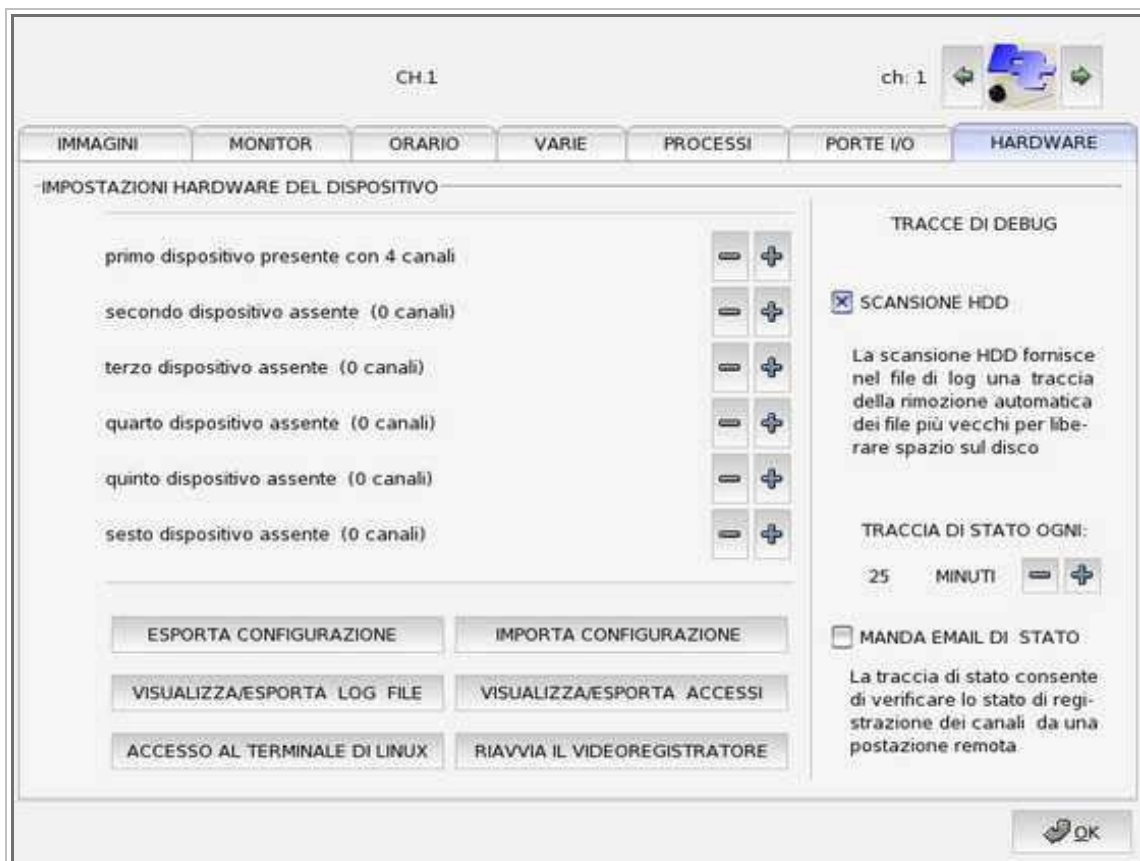 CH.1
ch: 1
IMMAGINI MONITOR ORARIO VARIE PROCESSI PORTE I/O HARDWARE
IMPOSTAZIONI HARDWARE DEL DISPOSITIVO
primo dispositivo presente con 4 canali
secondo dispositivo assente (0 canali)
terzo dispositivo assente (0 canali)
quarto dispositivo assente (0 canali)
quinto dispositivo assente (0 canali)
sesto dispositivo assente (0 canali)
ESPORTA CONFIGURAZIONE IMPORTA CONFIGURAZIONE
VISUALIZZA/ESPORTA LOG FILE VISUALIZZA/ESPORTA ACCESSI
ACCESSO AL TERMINALE DI LINUX RIAVVIA IL VIDEOREGISTRATORE
TRACCE DI DEBUG
SCANSIONE HDD
La scansione HDD fornisce
nel file di log una traccia
della rimozione automatica
dei file più vecchi per libe-
rare spazio sul disco
TRACCIA DI STATO OGNI:
25 MINUTI
MANDA EMAIL DI STATO
La traccia di stato consente
di verificare lo stato di regi-
strazione dei canali da una
postazione remota
OK